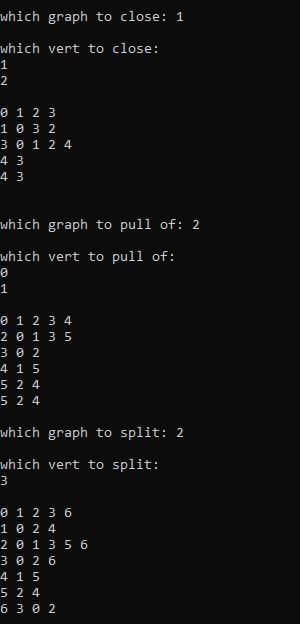 which graph to close: 1
which vert to close:
1
2
0 1 2 3
1 0 3 2
3 0 1 2 4
4 3
4 3
which graph to pull of: 2
which vert to pull of:
0
1
0 1 2 3 4
2 0 1 3 5
3 0 2
4 1 5
5 2 4
5 2 4
which graph to split: 2
which vert to split:
3
0 1 2 3 6
1 0 2 4
2 0 1 3 5 6
3 0 2 6
4 1 5
5 2 4
6 3 0 2